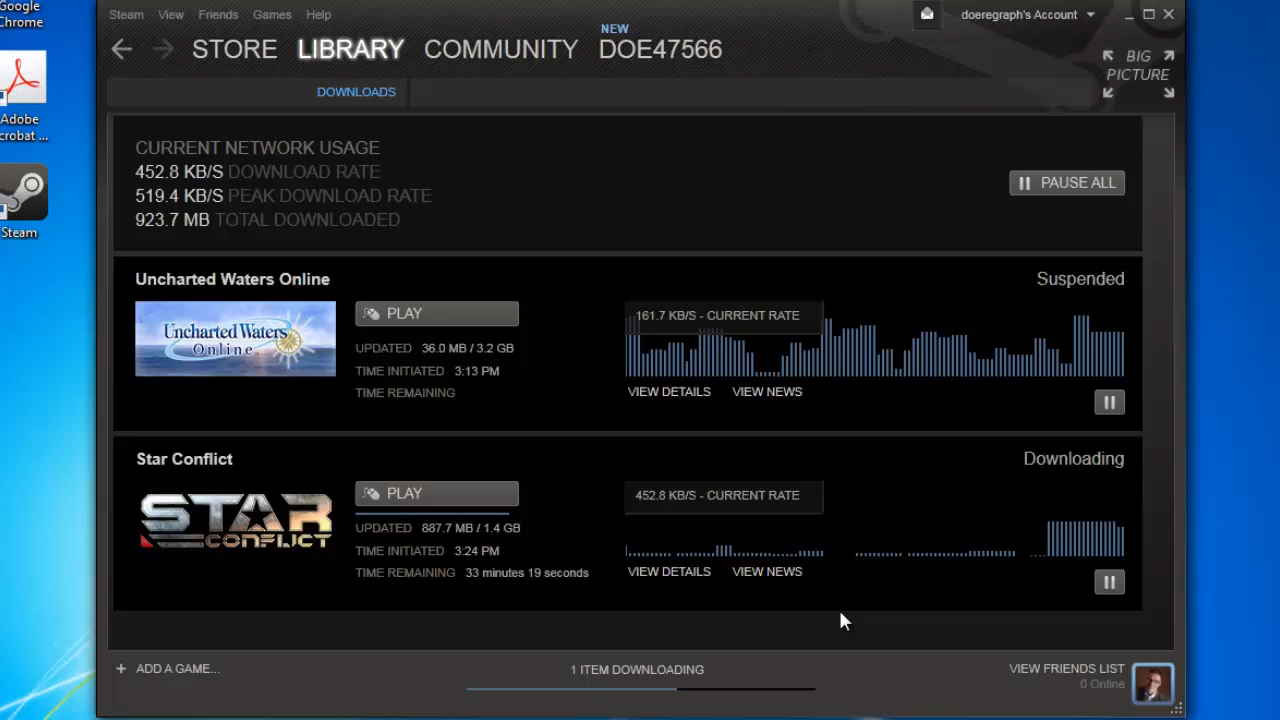 Google
Chrome
Adobe
crobat ...
Steam
Steam View Friends Games Help
doeregraph's Account
STORE LIBRARY COMMUNITY DOE47566
NEW
BIG
PICTURE
DOWNLOADS
CURRENT NETWORK USAGE
452.8 KB/S DOWNLOAD RATE
519.4 KB/S PEAK DOWNLOAD RATE
923.7 MB TOTAL DOWNLOADED
PAUSE ALL
Uncharted Waters Online
Suspended
Uncharted Waters
Online
PLAY
UPDATED 36.0 MB / 3.2 GB
TIME INITIATED 3:13 PM
TIME REMAINING
161.7 KB/S - CURRENT RATE
VIEW DETAILS VIEW NEWS
Star Conflict
Downloading
STAR
CONFLICT
PLAY
UPDATED 887.7 MB / 1.4 GB
TIME INITIATED 3:24 PM
TIME REMAINING 33 minutes 19 seconds
452.8 KB/S - CURRENT RATE
VIEW DETAILS VIEW NEWS
+ ADD A GAME...
1 ITEM DOWNLOADING
VIEW FRIENDS LIST
0 Online